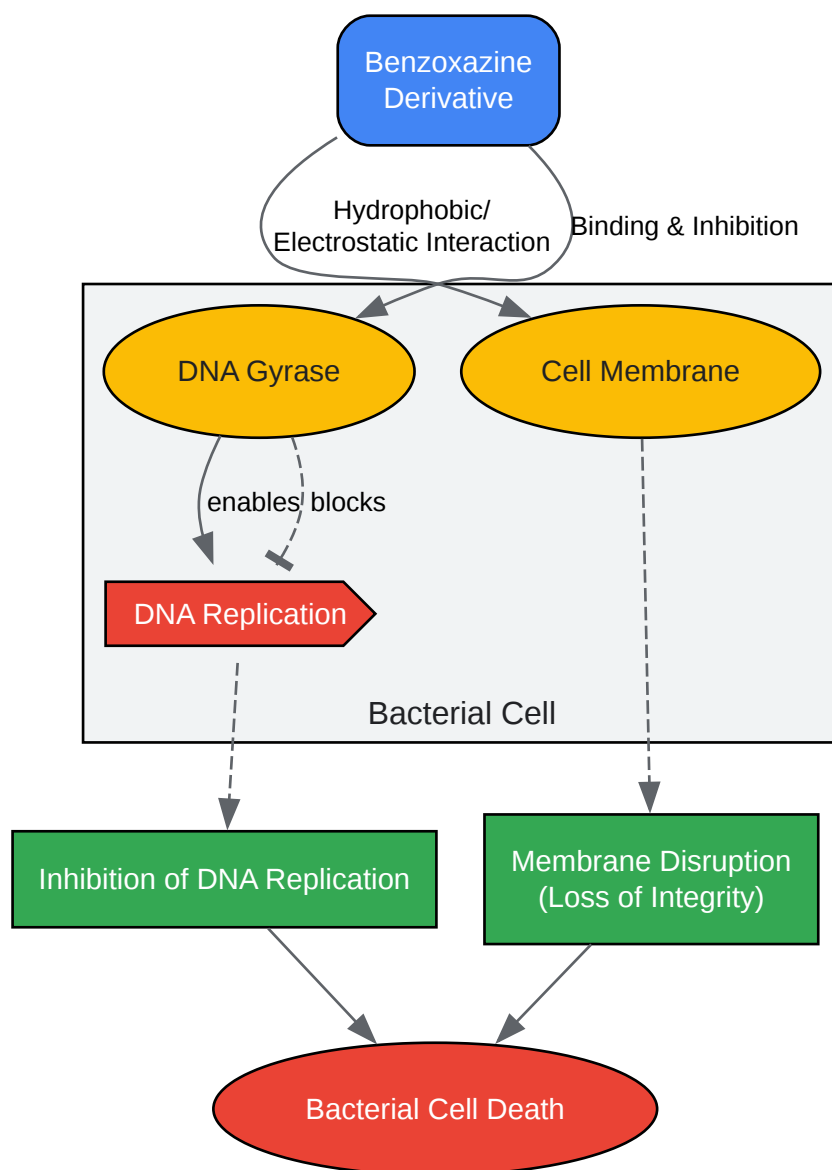 Benzoxazine
Derivative
Hydrophobic/
Electrostatic Interaction
Binding & Inhibition
DNA Gyrase
Cell Membrane
enables
blocks
DNA Replication
Bacterial Cell
Inhibition of DNA Replication
Membrane Disruption
(Loss of Integrity)
Bacterial Cell Death